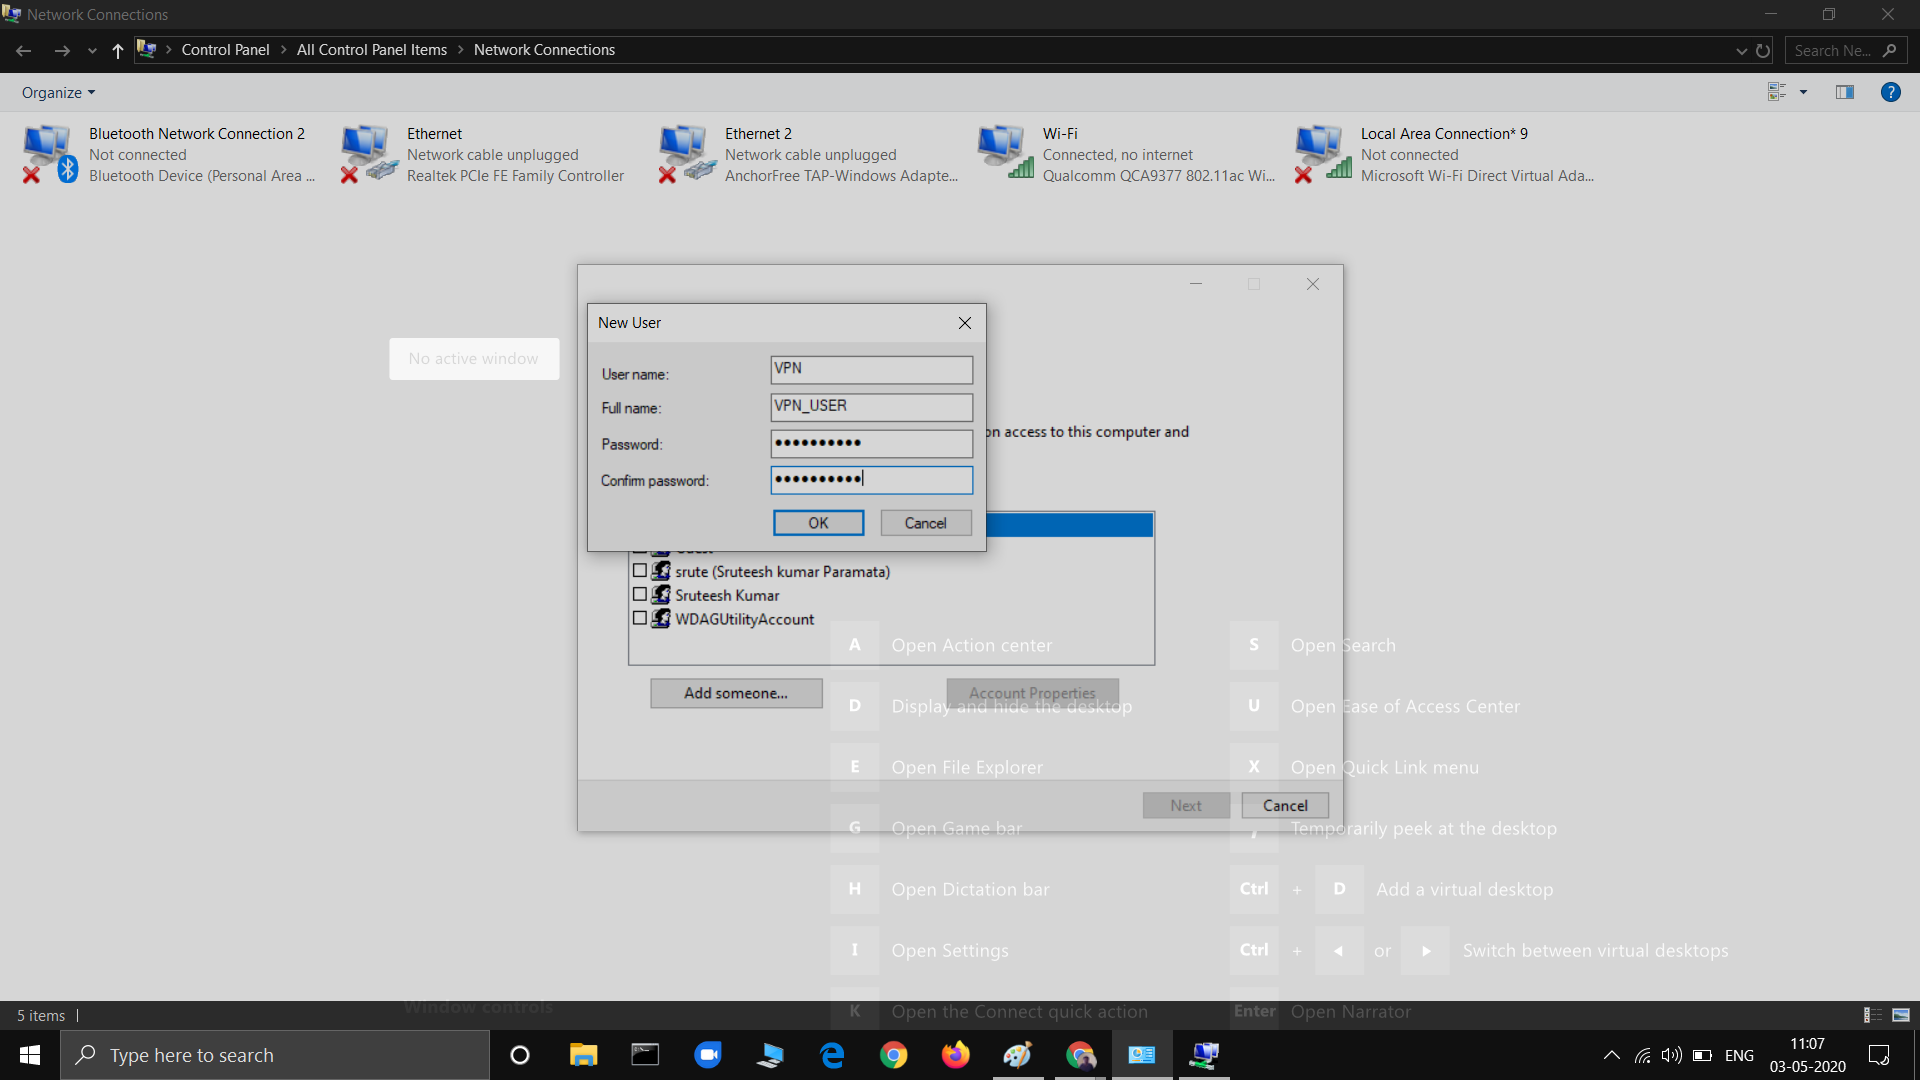 Network Connections
Control Panel > All Control Panel Items > Network Connections
Search Ne...
Organize
Bluetooth Network Connection 2
Not connected
Bluetooth Device (Personal Area ...
Ethernet
Network cable unplugged
Realtek PCIe FE Family Controller
Ethernet 2
Network cable unplugged
AnchorFree TAP-Windows Adapte...
Wi-Fi
Connected, no internet
Qualcomm QCA9377 802.11ac Wi...
Local Area Connection* 9
Not connected
Microsoft Wi-Fi Direct Virtual Ada...
No active window
New User
User name: VPN
Full name: VPN_USER
Password: ••••••••••
Confirm password: ••••••••••
OK Cancel
on access to this computer and
srute (Sruteesh kumar Paramata)
Sruteesh Kumar
WDAGUtilityAccount
Add someone... Account Properties
Next Cancel
A Open Action center
D Display and hide the desktop
E Open File Explorer
G Open Game bar
H Open Dictation bar
I Open Settings
K Open the Connect quick action
S Open Search
U Open Ease of Access Center
X Open Quick Link menu
, Temporarily peek at the desktop
Ctrl + D Add a virtual desktop
Ctrl + ◄ or ► Switch between virtual desktops
Enter Open Narrator
Window controls
5 items
Type here to search
ENG
11:07
03-05-2020